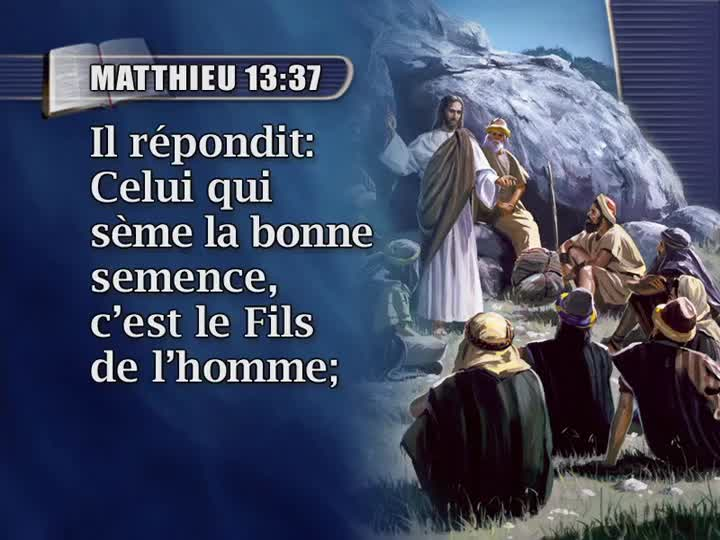 MATTHIEU 13:37
Il répondit:
Celui qui
sème la bonne
semence,
c’est le Fils
de l’homme;